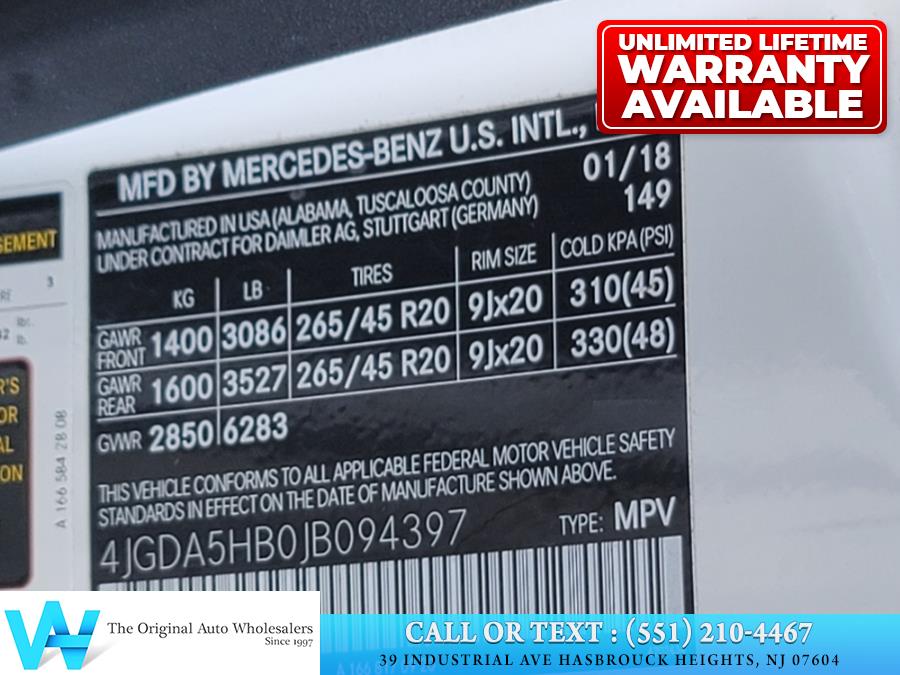 UNLIMITED LIFETIME
WARRANTY
AVAILABLE
MFD BY MERCEDES-BENZ U.S. INTL.,
01/18
149
MANUFACTURED IN USA (ALABAMA, TUSCALOOSA COUNTY)
UNDER CONTRACT FOR DAIMLER AG, STUTTGART (GERMANY)
KG LB TIRES RIM SIZE COLD KPA (PSI)
GAWR FRONT 1400 3086 265/45 R20 9Jx20 310(45)
GAWR REAR 1600 3527 265/45 R20 9Jx20 330(48)
GVWR 2850 6283
THIS VEHICLE CONFORMS TO ALL APPLICABLE FEDERAL MOTOR VEHICLE SAFETY
STANDARDS IN EFFECT ON THE DATE OF MANUFACTURE SHOWN ABOVE.
4JGDA5HB0JB094397 TYPE: MPV
A 166 584 28 08
The Original Auto Wholesalers
Since 1997
CALL OR TEXT : (551) 210-4467
39 INDUSTRIAL AVE HASBROUCK HEIGHTS, NJ 07604